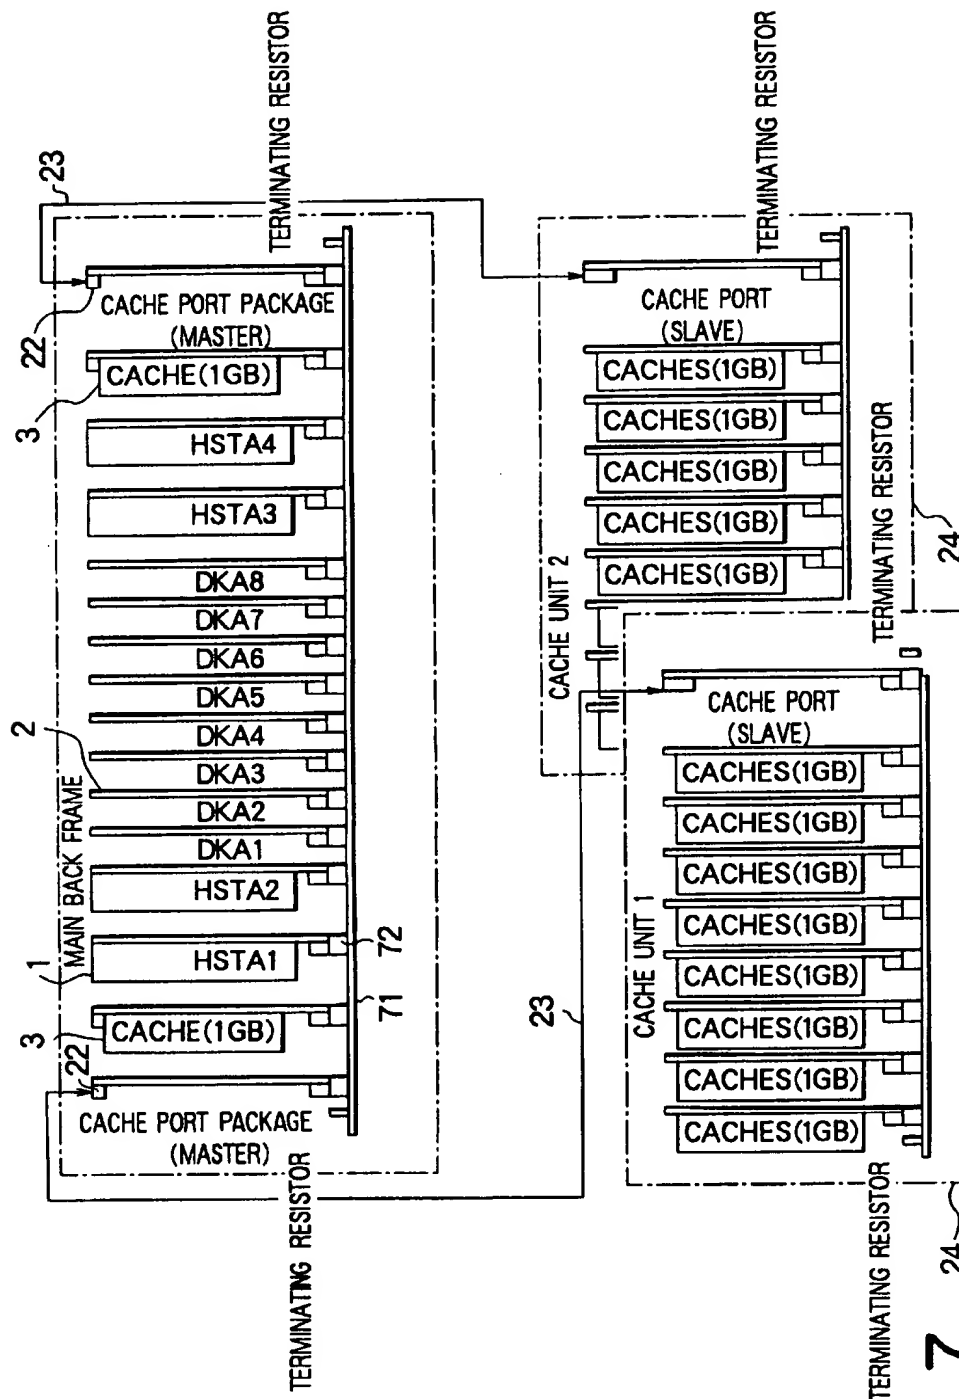 23
TERMINATING RESISTOR
22
CACHE PORT PACKAGE
(MASTER)
3
CACHE(1GB)
HSTA4
HSTA3
DKA8
DKA7
DKA6
DKA5
DKA4
DKA3
2
DKA2
DKA1
MAIN BACK FRAME
HSTA2
1
HSTA1
72
71
3
CACHE(1GB)
22
CACHE PORT PACKAGE
(MASTER)
TERMINATING RESISTOR
TERMINATING RESISTOR
CACHE PORT
(SLAVE)
CACHES(1GB)
CACHES(1GB)
CACHES(1GB)
CACHES(1GB)
CACHES(1GB)
CACHE UNIT 2
24
TERMINATING RESISTOR
CACHE PORT
(SLAVE)
23
CACHE UNIT 1
CACHES(1GB)
CACHES(1GB)
CACHES(1GB)
CACHES(1GB)
CACHES(1GB)
CACHES(1GB)
CACHES(1GB)
CACHES(1GB)
TERMINATING RESISTOR
24
7